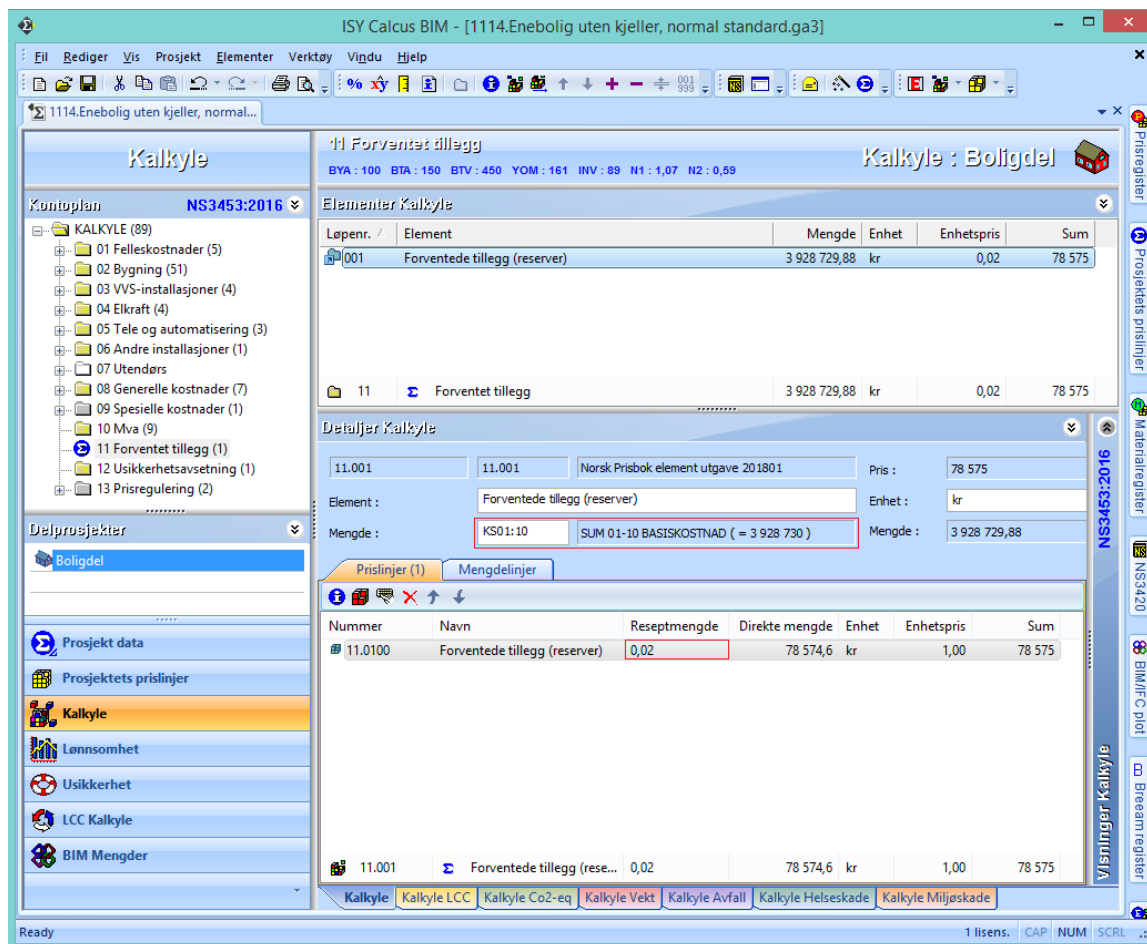 ISY Calcus BIM - [1114.Enebolig uten kjeller, normal standard.ga3]
Fil Rediger Vis Prosjekt Elementer Verktøy Vindu Hjelp
1114.Enebolig uten kjeller, normal...
Kalkyle
Kontoplan NS3453:2016
KALKYLE (89)
01 Felleskostnader (5)
02 Bygning (51)
03 VVS-installasjoner (4)
04 Elkraft (4)
05 Tele og automatisering (3)
06 Andre installasjoner (1)
07 Utendørs
08 Generelle kostnader (7)
09 Spesielle kostnader (1)
10 Mva (9)
11 Forventet tillegg (1)
12 Usikkerhetsavsetning (1)
13 Prisregulering (2)
Delprosjekter
Boligdel
Prosjekt data
Prosjektets prislinjer
Kalkyle
Lønnsomhet
Usikkerhet
LCC Kalkyle
BIM Mengder
11 Forventet tillegg
BYA : 100 BTA : 150 BTV : 450 YOM : 161 INV : 89 N1 : 1,07 N2 : 0,59
Kalkyle : Boligdel
Elementer Kalkyle
Løpenr. Element Mengde Enhet Enhetspris Sum
001 Forventede tillegg (reserver) 3 928 729,88 kr 0,02 78 575
11 Σ Forventet tillegg 3 928 729,88 kr 0,02 78 575
Detaljer Kalkyle
11.001 11.001 Norsk Prisbok element utgave 201801 Pris : 78 575
Element : Forventede tillegg (reserver) Enhet : kr
Mengde : KS01:10 SUM 01-10 BASISKOSTNAD ( = 3 928 730 ) Mengde : 3 928 729,88
Prislinjer (1) Mengdelinjer
Nummer Navn Reseptmengde Direkte mengde Enhet Enhetspris Sum
11.0100 Forventede tillegg (reserver) 0,02 78 574,6 kr 1,00 78 575
11.001 Σ Forventede tillegg (rese... 0,02 78 574,6 kr 1,00 78 575
Kalkyle Kalkyle LCC Kalkyle Co2-eq Kalkyle Vekt Kalkyle Avfall Kalkyle Helseskade Kalkyle Miljøskade
NS3453:2016
Visninger Kalkyle
Prisregister
Prosjektets prislinjer
Materialregister
NS3420
BIM/IFC plot
B Breeamregister
Ready 1 lisens. CAP NUM SCRL